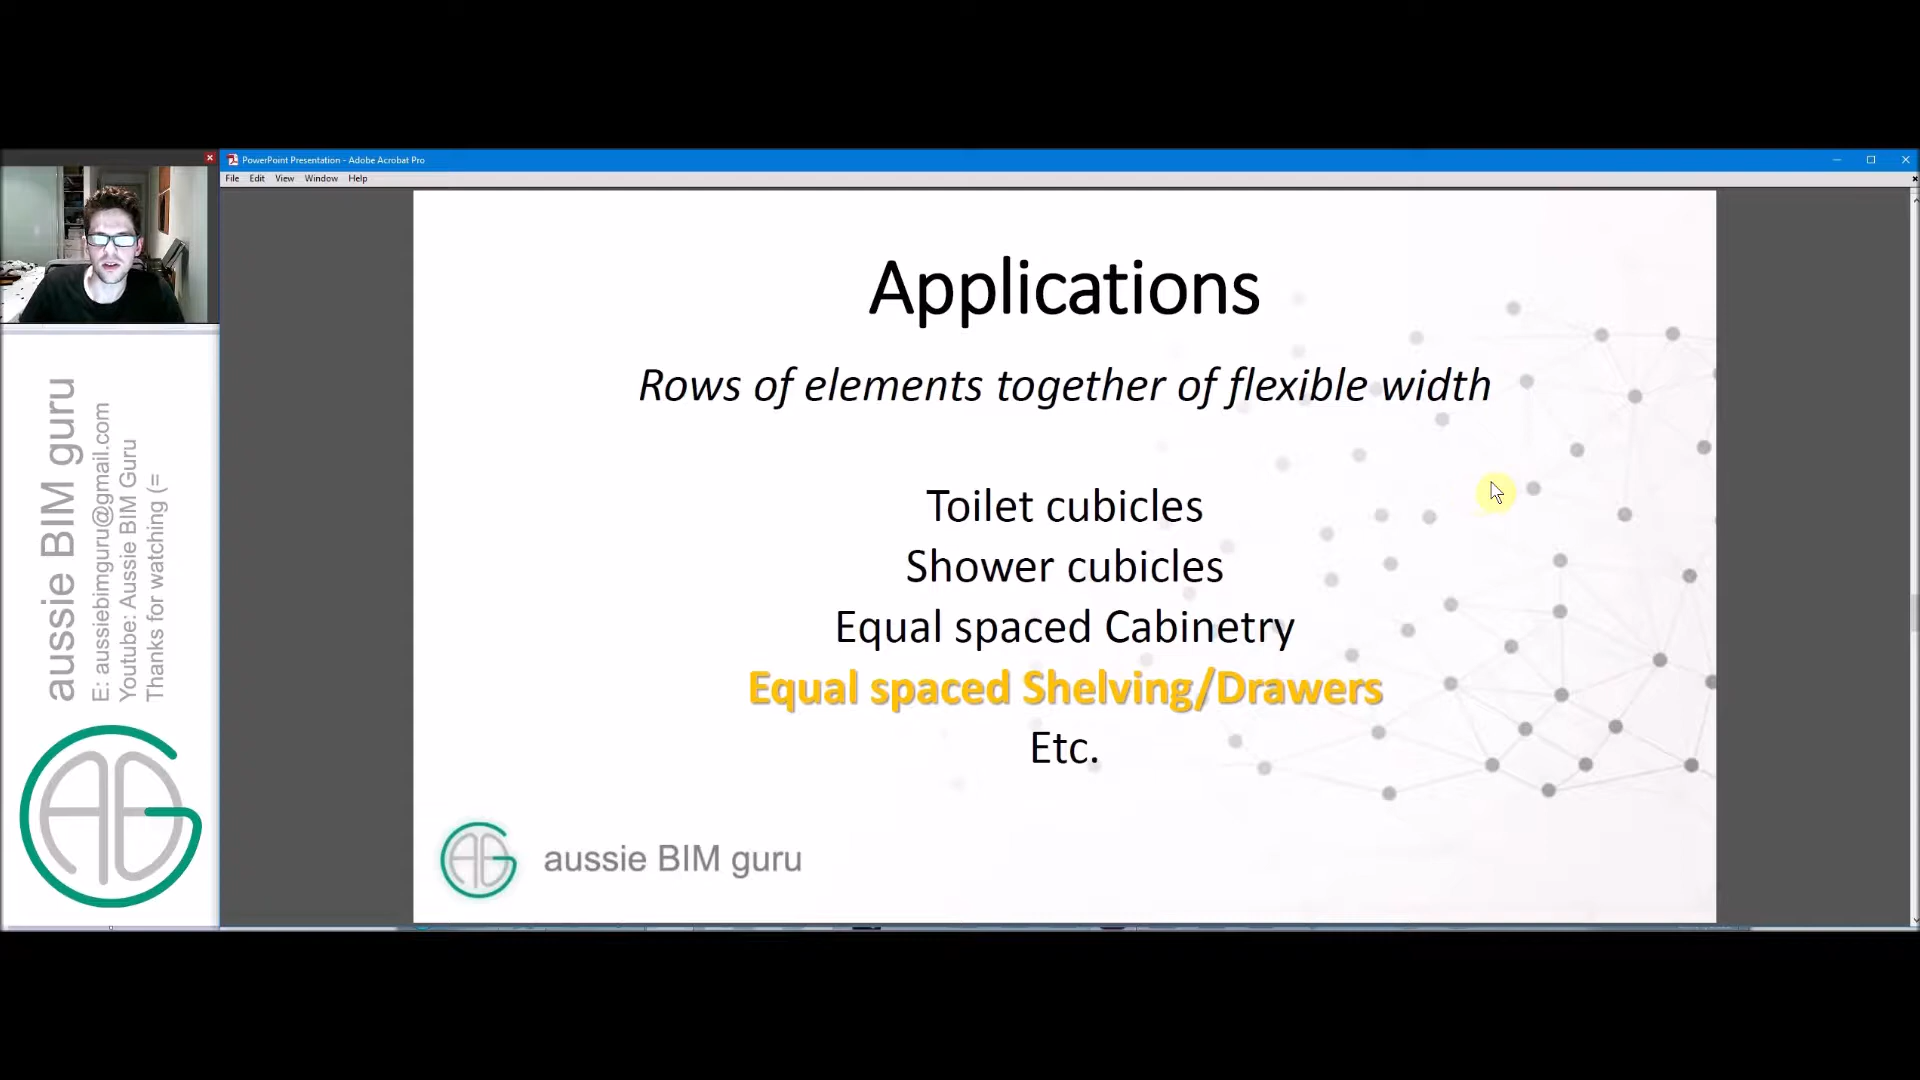 PowerPoint Presentation - Adobe Acrobat Pro
File Edit View Window Help
aussie BIM guru
E: aussiebimguru@gmail.com
Youtube: Aussie BIM Guru
Thanks for watching (=
Applications
Rows of elements together of flexible width
Toilet cubicles
Shower cubicles
Equal spaced Cabinetry
Equal spaced Shelving/Drawers
Etc.
aussie BIM guru